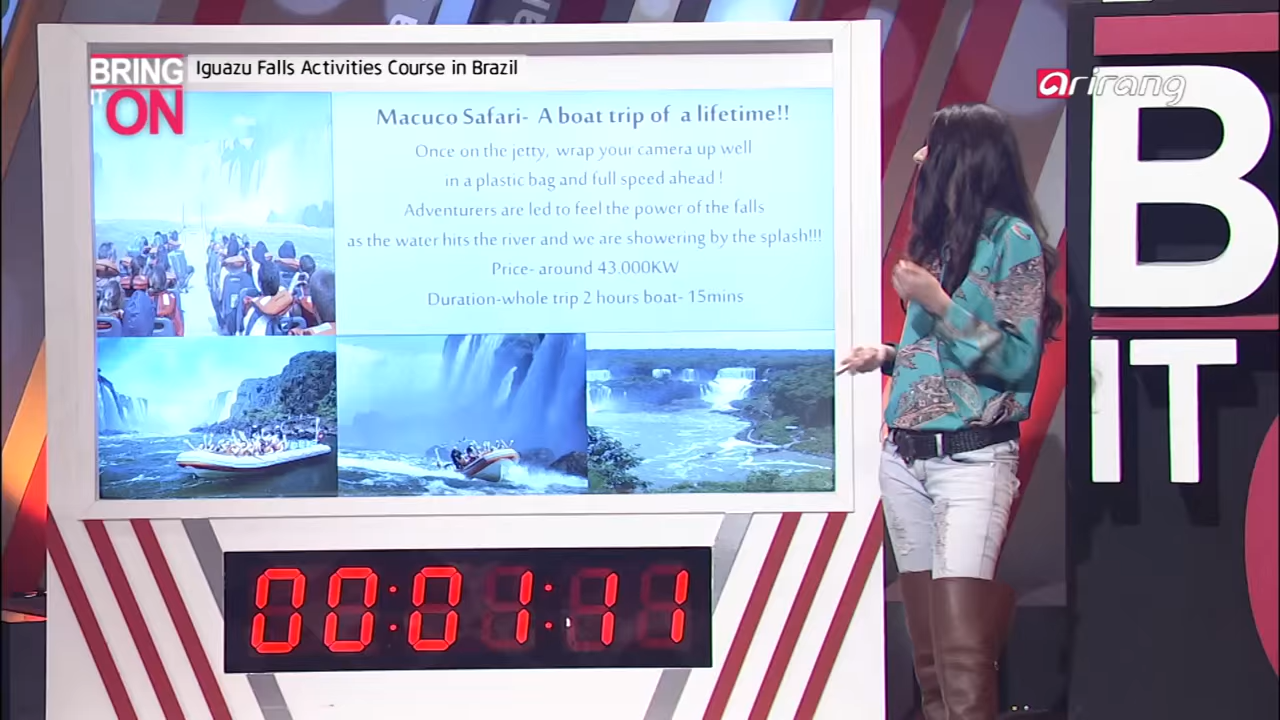 BRING
IT ON
Iguazu Falls Activities Course in Brazil
arirang
Macuco Safari- A boat trip of a lifetime!!
Once on the jetty, wrap your camera up well
in a plastic bag and full speed ahead !
Adventurers are led to feel the power of the falls
as the water hits the river and we are showering by the splash!!!
Price- around 43.000KW
Duration-whole trip 2 hours boat- 15mins
B
IT
00:01:11